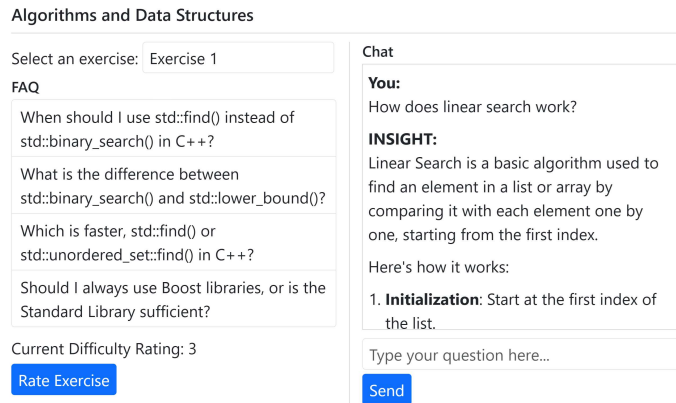 Algorithms and Data Structures
Select an exercise: Exercise 1
FAQ
When should I use std::find() instead of
std::binary_search() in C++?
What is the difference between
std::binary_search() and std::lower_bound()?
Which is faster, std::find() or
std::unordered_set::find() in C++?
Should I always use Boost libraries, or is the
Standard Library sufficient?
Current Difficulty Rating: 3
Rate Exercise
Chat
You:
How does linear search work?
INSIGHT:
Linear Search is a basic algorithm used to
find an element in a list or array by
comparing it with each element one by
one, starting from the first index.
Here's how it works:
1. Initialization: Start at the first index of
the list.
Type your question here...
Send